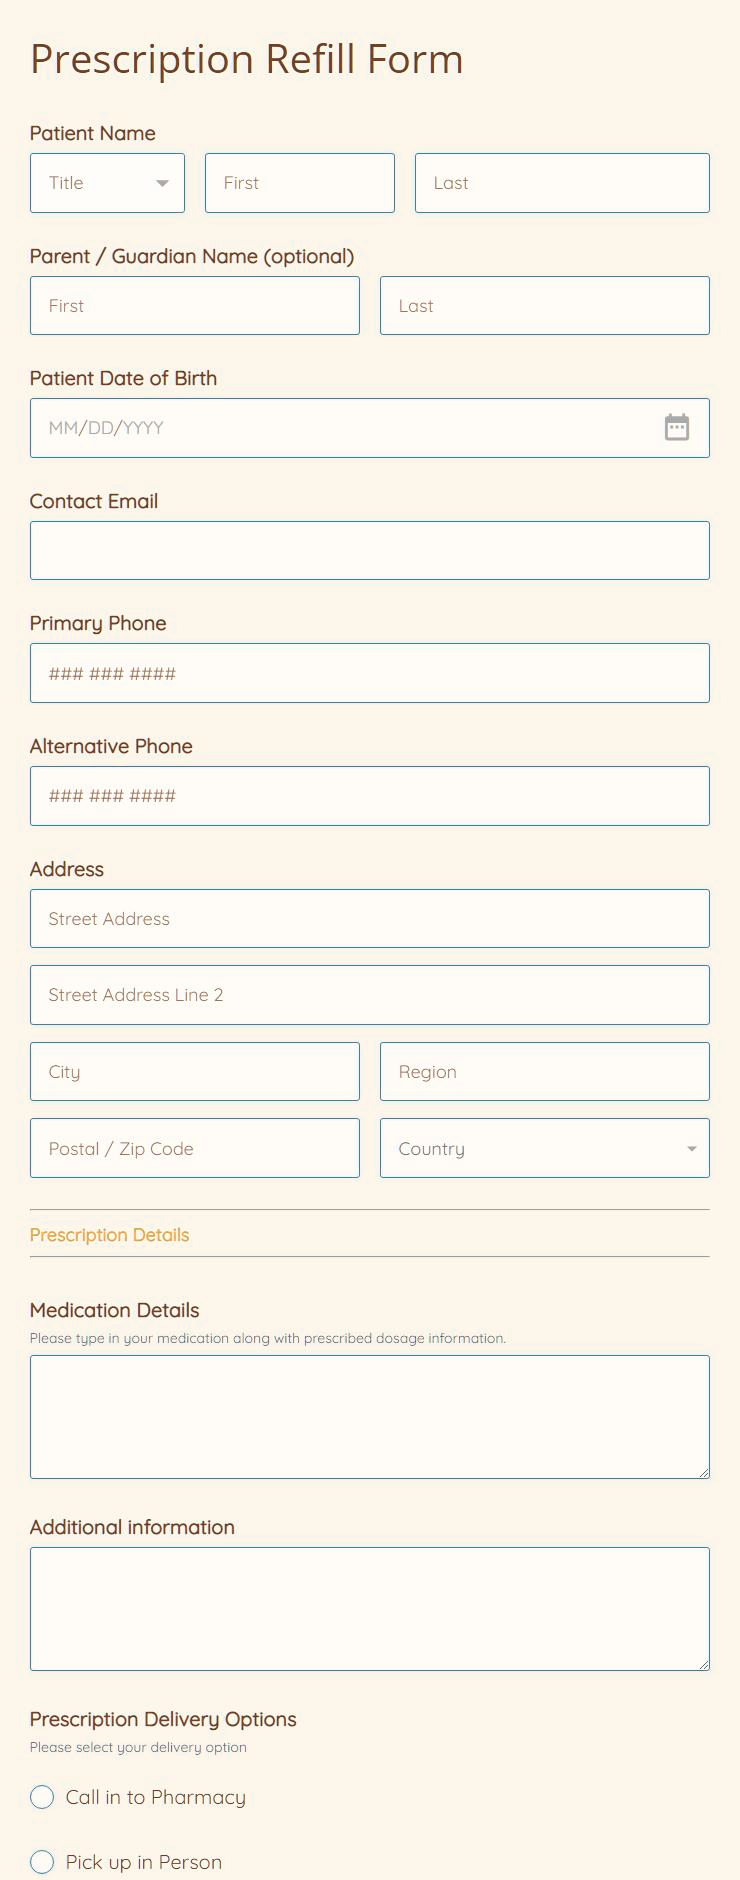 Prescription Refill Form
Patient Name
Title First Last
Parent / Guardian Name (optional)
First Last
Patient Date of Birth
MM/DD/YYYY
Contact Email
Primary Phone
### ### ####
Alternative Phone
### ### ####
Address
Street Address
Street Address Line 2
City Region
Postal / Zip Code Country
Prescription Details
Medication Details
Please type in your medication along with prescribed dosage information.
Additional information
Prescription Delivery Options
Please select your delivery option
Call in to Pharmacy
Pick up in Person